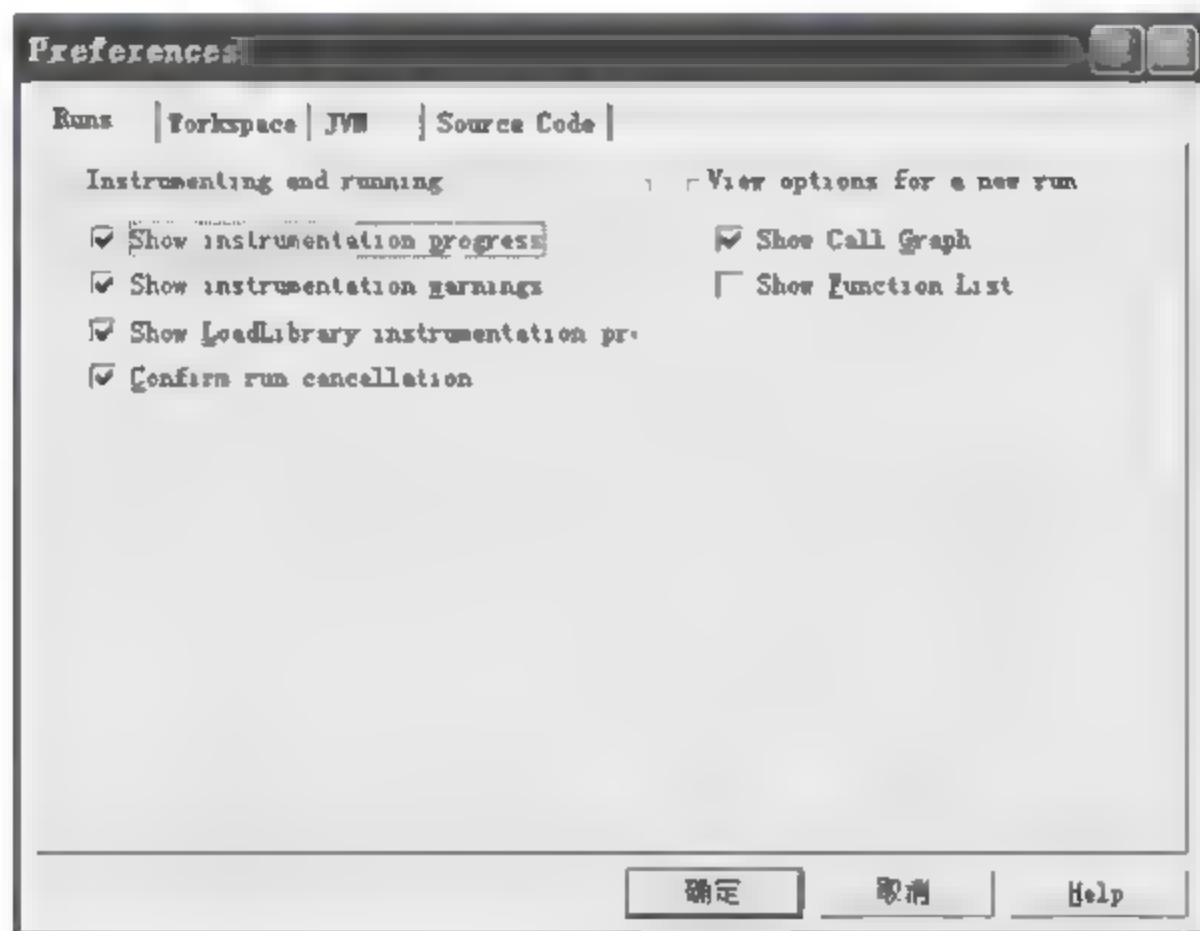 Preferences
Runs Workspace JVM Source Code
Instrumenting and running
Show instrumentation progress
Show instrumentation warnings
Show LoadLibrary instrumentation pr
Confirm run cancellation
View options for a new run
Show Call Graph
Show Function List
确定 取消 Help